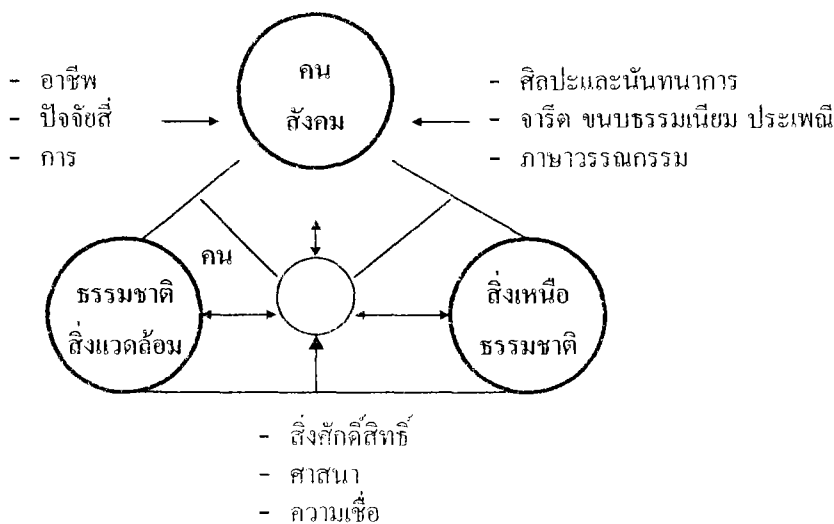 คน
สังคม
- อาชีพ
- ปัจจัยสี่
- การ
- ศิลปะและนันทนาการ
- จารีต ขนบธรรมเนียม ประเพณี
- ภาษาวรรณกรรม
คน
ธรรมชาติ
สิ่งแวดล้อม
สิ่งเหนือ
ธรรมชาติ
- สิ่งศักดิ์สิทธิ์
- ศาสนา
- ความเชื่อ